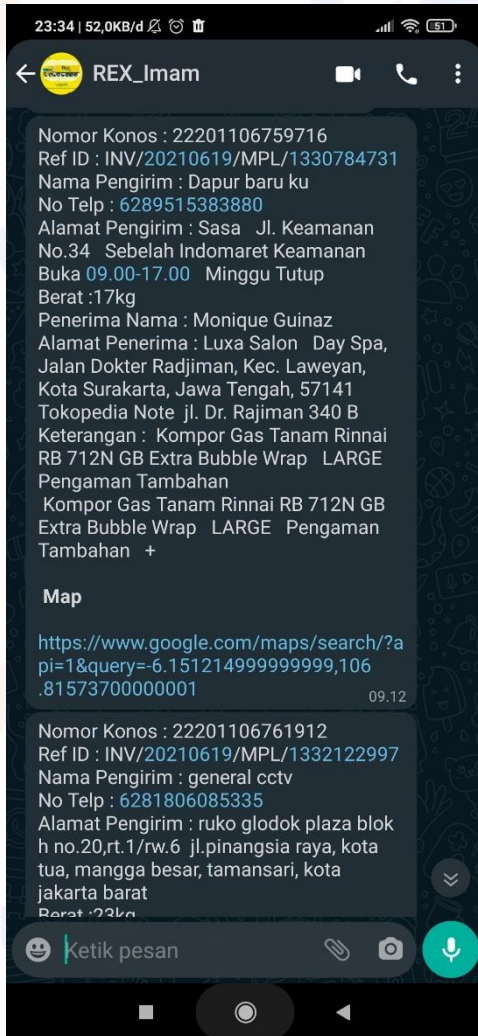 23:34 | 52,0KB/d
51
REX_Imam
Nomor Konos : 22201106759716
Ref ID : INV/20210619/MPL/1330784731
Nama Pengirim : Dapur baru ku
No Telp : 6289515383880
Alamat Pengirim : Sasa   Jl. Keamanan
No.34   Sebelah Indomaret Keamanan
Buka 09.00-17.00   Minggu Tutup
Berat :17kg
Penerima Nama : Monique Guinaz
Alamat Penerima : Luxa Salon   Day Spa,
Jalan Dokter Radjiman, Kec. Laweyan,
Kota Surakarta, Jawa Tengah, 57141
Tokopedia Note  jl. Dr. Rajiman 340 B
Keterangan :  Kompor Gas Tanam Rinnai
RB 712N GB Extra Bubble Wrap   LARGE
Pengaman Tambahan
Kompor Gas Tanam Rinnai RB 712N GB
Extra Bubble Wrap   LARGE   Pengaman
Tambahan   +
Map
https://www.google.com/maps/search/?a
pi=1&query=-6.151214999999999,106
.81573700000001
09.12
Nomor Konos : 22201106761912
Ref ID : INV/20210619/MPL/1332122997
Nama Pengirim : general cctv
No Telp : 6281806085335
Alamat Pengirim : ruko glodok plaza blok
h no.20,rt.1/rw.6  jl.pinangsia raya, kota
tua, mangga besar, tamansari, kota
jakarta barat
Berat :23kg
Ketik pesan